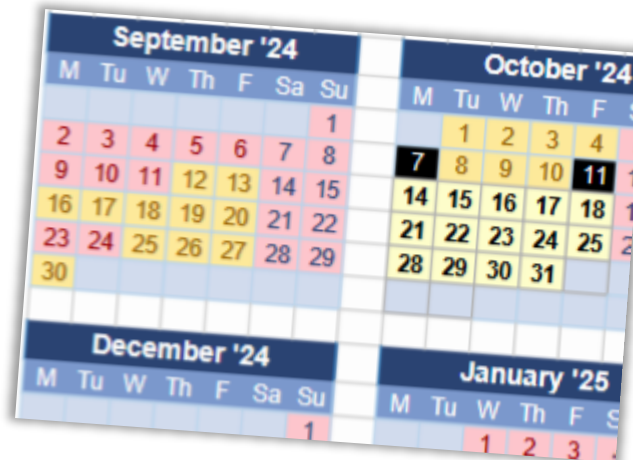 September '24
M Tu W Th F Sa Su
1
2 3 4 5 6 7 8
9 10 11 12 13 14 15
16 17 18 19 20 21 22
23 24 25 26 27 28 29
30
October '24
M Tu W Th F
1 2 3 4
7 8 9 10 11
14 15 16 17 18
21 22 23 24 25
28 29 30 31
December '24
M Tu W Th F Sa Su
1
January '25
M Tu W Th F
1 2 3